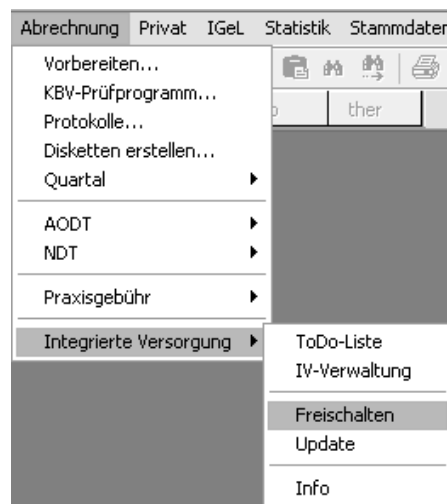 Abrechnung Privat IGeL Statistik Stammdaten
Vorbereiten...
KBV-Prüfprogramm...
Protokolle...
ther
Disketten erstellen...
Quartal
AODT
NDT
Praxisgebühr
Integrierte Versorgung
ToDo-Liste
IV-Verwaltung
Freischalten
Update
Info